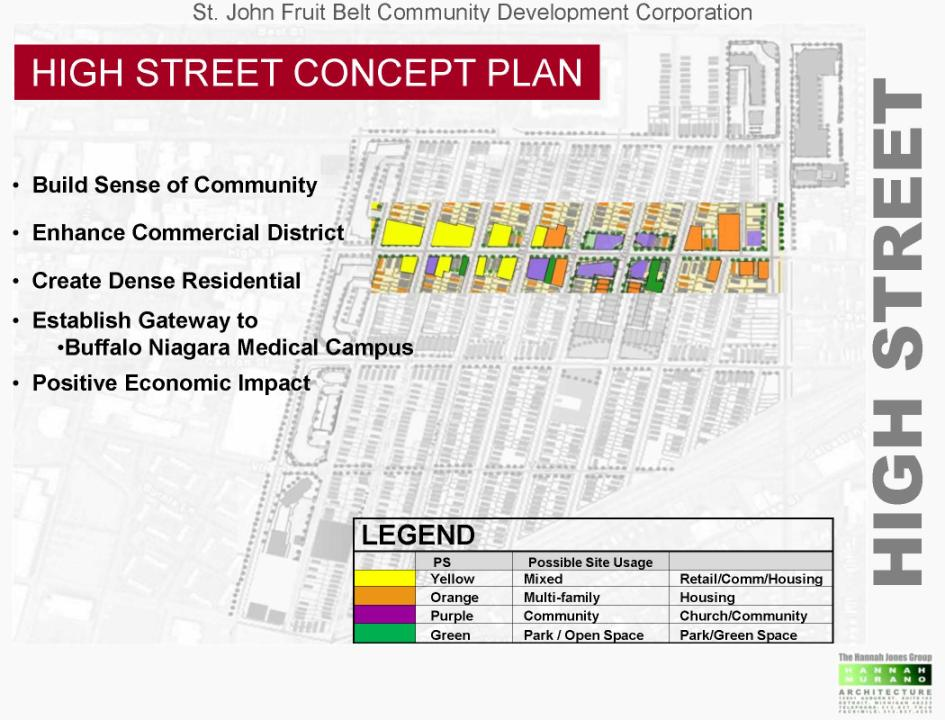 St. John Fruit Belt Community Development Corporation
HIGH STREET CONCEPT PLAN
• Build Sense of Community
• Enhance Commercial District
• Create Dense Residential
• Establish Gateway to
•Buffalo Niagara Medical Campus
• Positive Economic Impact
HIGH STREET
LEGEND
PS Possible Site Usage
Yellow Mixed Retail/Comm/Housing
Orange Multi-family Housing
Purple Community Church/Community
Green Park / Open Space Park/Green Space
The Hannah Jones Group
HANNAH
MURANO
ARCHITECTURE